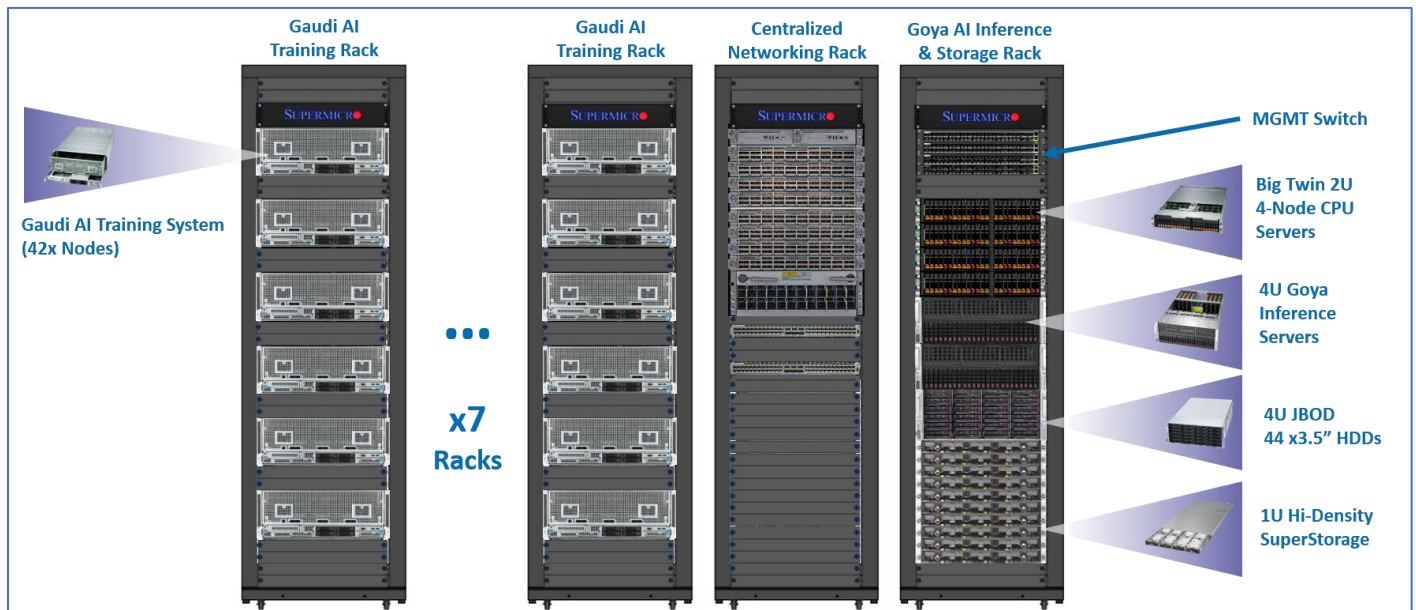 Gaudi AI
Training Rack
Gaudi AI
Training Rack
Centralized
Networking Rack
Goya AI Inference
& Storage Rack
SUPERMICRO
SUPERMICRO
SUPERMICRO
SUPERMICRO
MGMT Switch
Gaudi AI Training System
(42x Nodes)
Big Twin 2U
4-Node CPU
Servers
...
x7
Racks
4U Goya
Inference
Servers
4U JBOD
44 x3.5” HDDs
1U Hi-Density
SuperStorage